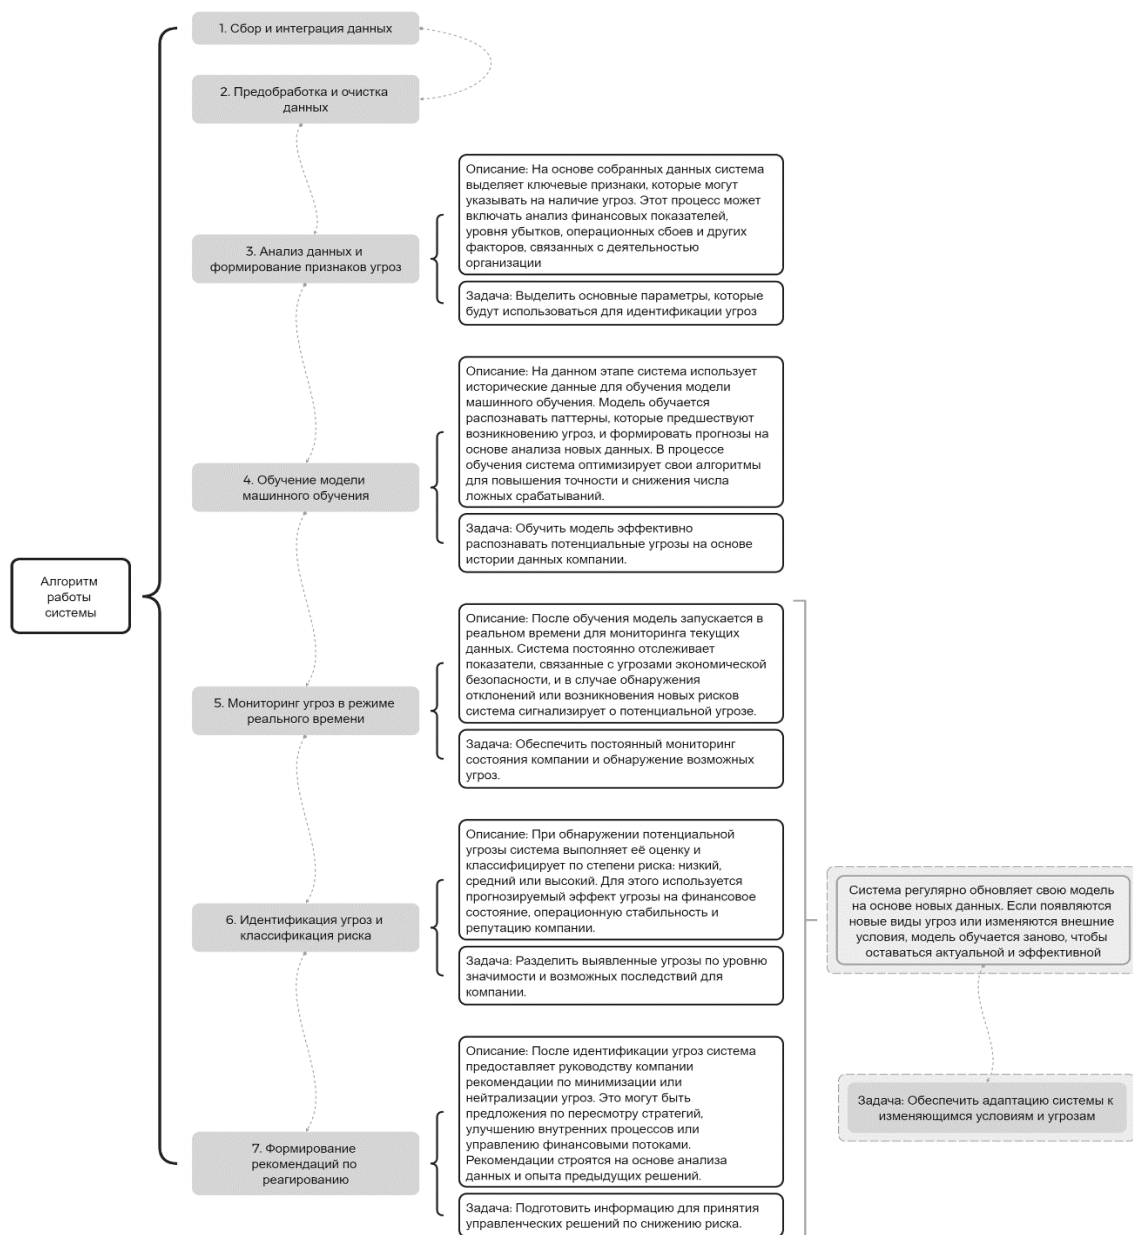 Алгоритм
работы
системы
1. Сбор и интеграция данных
2. Предобработка и очистка
данных
3. Анализ данных и
формирование признаков угроз
Описание: На основе собранных данных система
выделяет ключевые признаки, которые могут
указывать на наличие угроз. Этот процесс может
включать анализ финансовых показателей,
уровня убытков, операционных сбоев и других
факторов, связанных с деятельностью
организации
Задача: Выделить основные параметры, которые
будут использоваться для идентификации угроз
4. Обучение модели
машинного обучения
Описание: На данном этапе система использует
исторические данные для обучения модели
машинного обучения. Модель обучается
распознавать паттерны, которые предшествуют
возникновению угроз, и формировать прогнозы на
основе анализа новых данных. В процессе
обучения система оптимизирует свои алгоритмы
для повышения точности и снижения числа
ложных срабатываний.
Задача: Обучить модель эффективно
распознавать потенциальные угрозы на основе
истории данных компании.
5. Мониторинг угроз в режиме
реального времени
Описание: После обучения модель запускается в
реальном времени для мониторинга текущих
данных. Система постоянно отслеживает
показатели, связанные с угрозами экономической
безопасности, и в случае обнаружения
отклонений или возникновения новых рисков
система сигнализирует о потенциальной угрозе.
Задача: Обеспечить постоянный мониторинг
состояния компании и обнаружение возможных
угроз.
6. Идентификация угроз и
классификация риска
Описание: При обнаружении потенциальной
угрозы система выполняет её оценку и
классифицирует по степени риска: низкий,
средний или высокий. Для этого используется
прогнозируемый эффект угрозы на финансовое
состояние, операционную стабильность и
репутацию компании.
Задача: Разделить выявленные угрозы по уровню
значимости и возможных последствий для
компании.
7. Формирование
рекомендаций по
реагированию
Описание: После идентификации угроз система
предоставляет руководству компании
рекомендации по минимизации или
нейтрализации угроз. Это могут быть
предложения по пересмотру стратегий,
улучшению внутренних процессов или
управлению финансовыми потоками.
Рекомендации строятся на основе анализа
данных и опыта предыдущих решений.
Задача: Подготовить информацию для принятия
управленческих решений по снижению риска.
Система регулярно обновляет свою модель
на основе новых данных. Если появляются
новые виды угроз или изменяются внешние
условия, модель обучается заново, чтобы
оставаться актуальной и эффективной
Задача: Обеспечить адаптацию системы к
изменяющимся условиям и угрозам